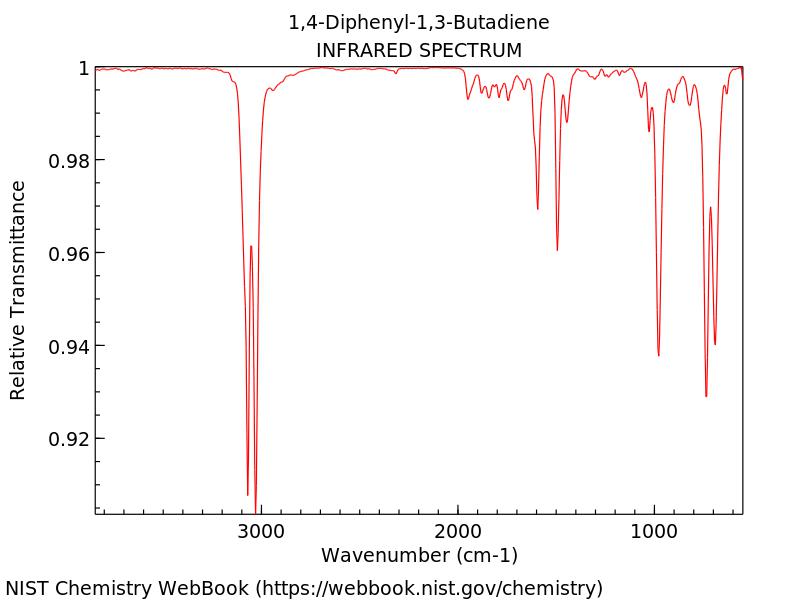 1,4-Diphenyl-1,3-Butadiene
INFRARED SPECTRUM
1
0.98
0.96
0.94
0.92
Relative Transmittance
3000
2000
1000
Wavenumber (cm-1)
NIST Chemistry WebBook (https://webbook.nist.gov/chemistry)